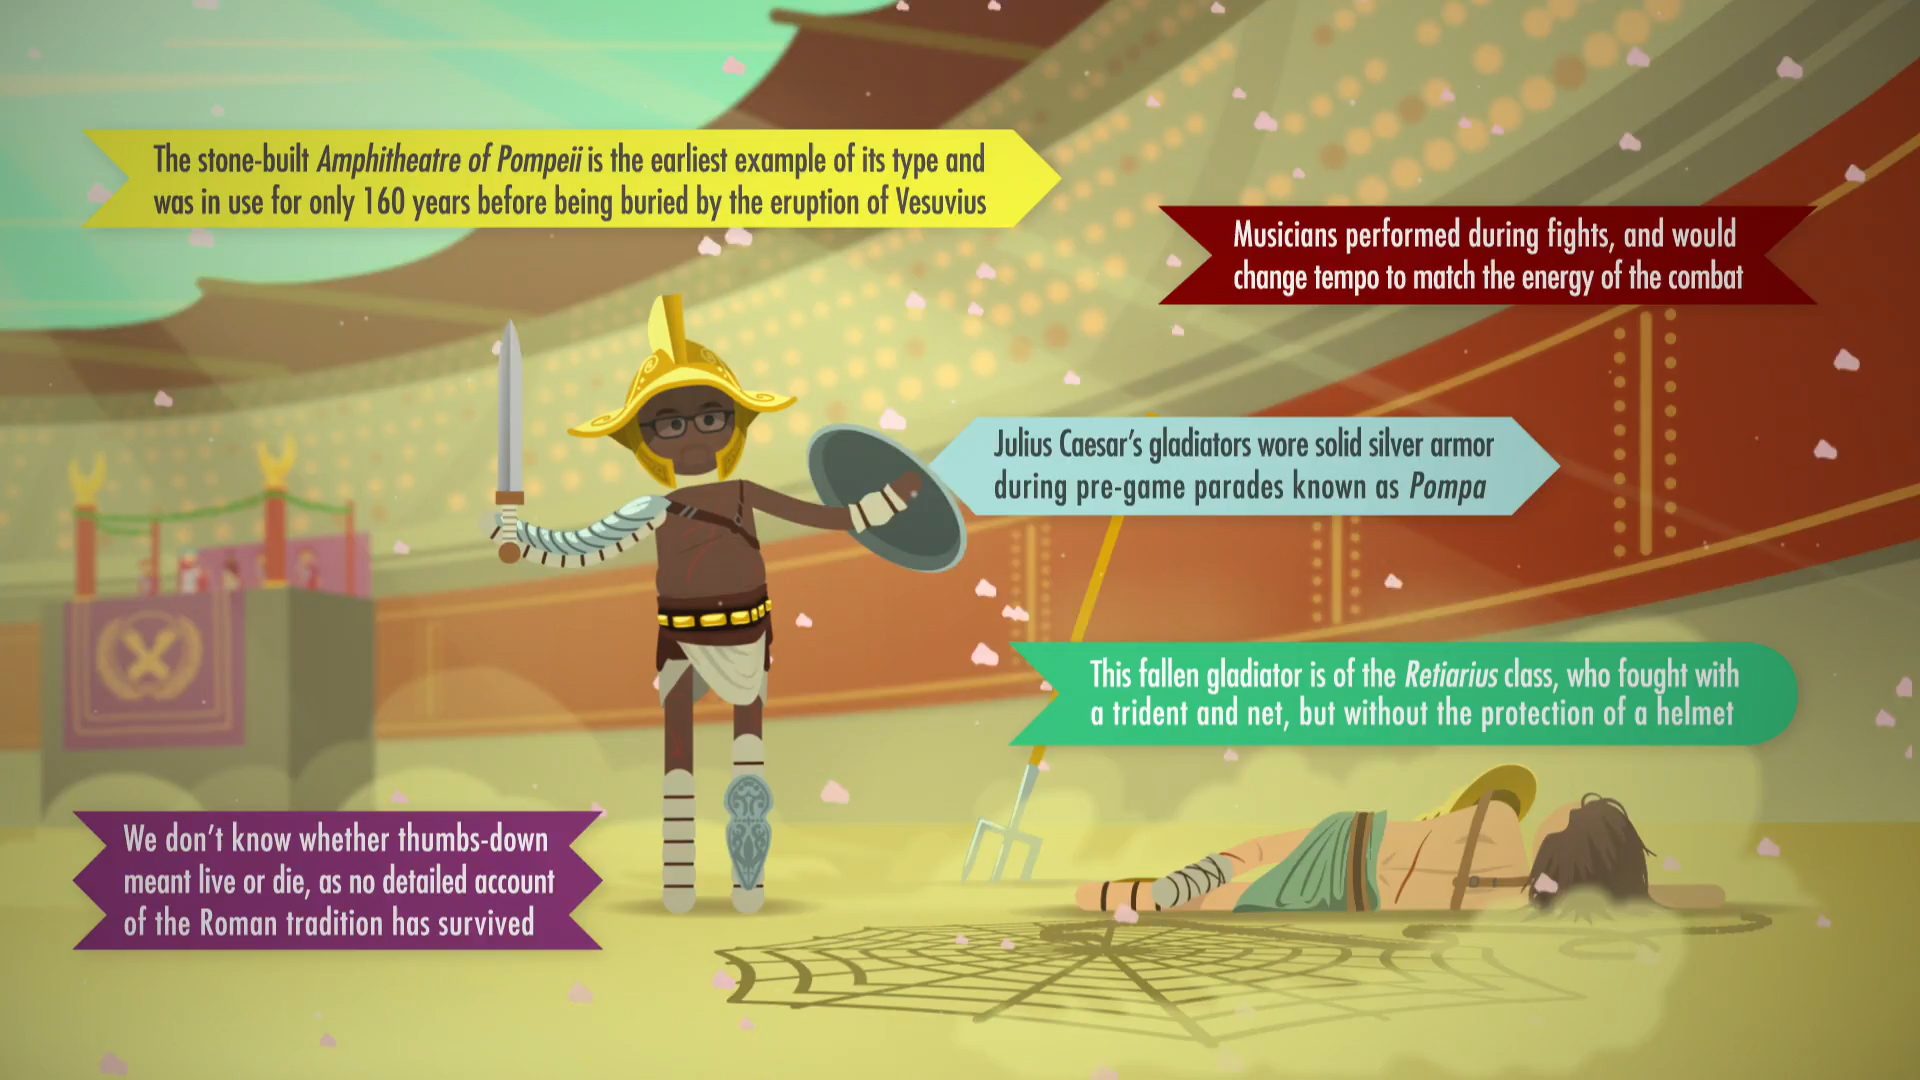 The stone-built Amphitheatre of Pompeii is the earliest example of its type and
was in use for only 160 years before being buried by the eruption of Vesuvius
Musicians performed during fights, and would
change tempo to match the energy of the combat
Julius Caesar's gladiators wore solid silver armor
during pre-game parades known as Pompa
This fallen gladiator is of the Retiarius class, who fought with
a trident and net, but without the protection of a helmet
We don't know whether thumbs-down
meant live or die, as no detailed account
of the Roman tradition has survived